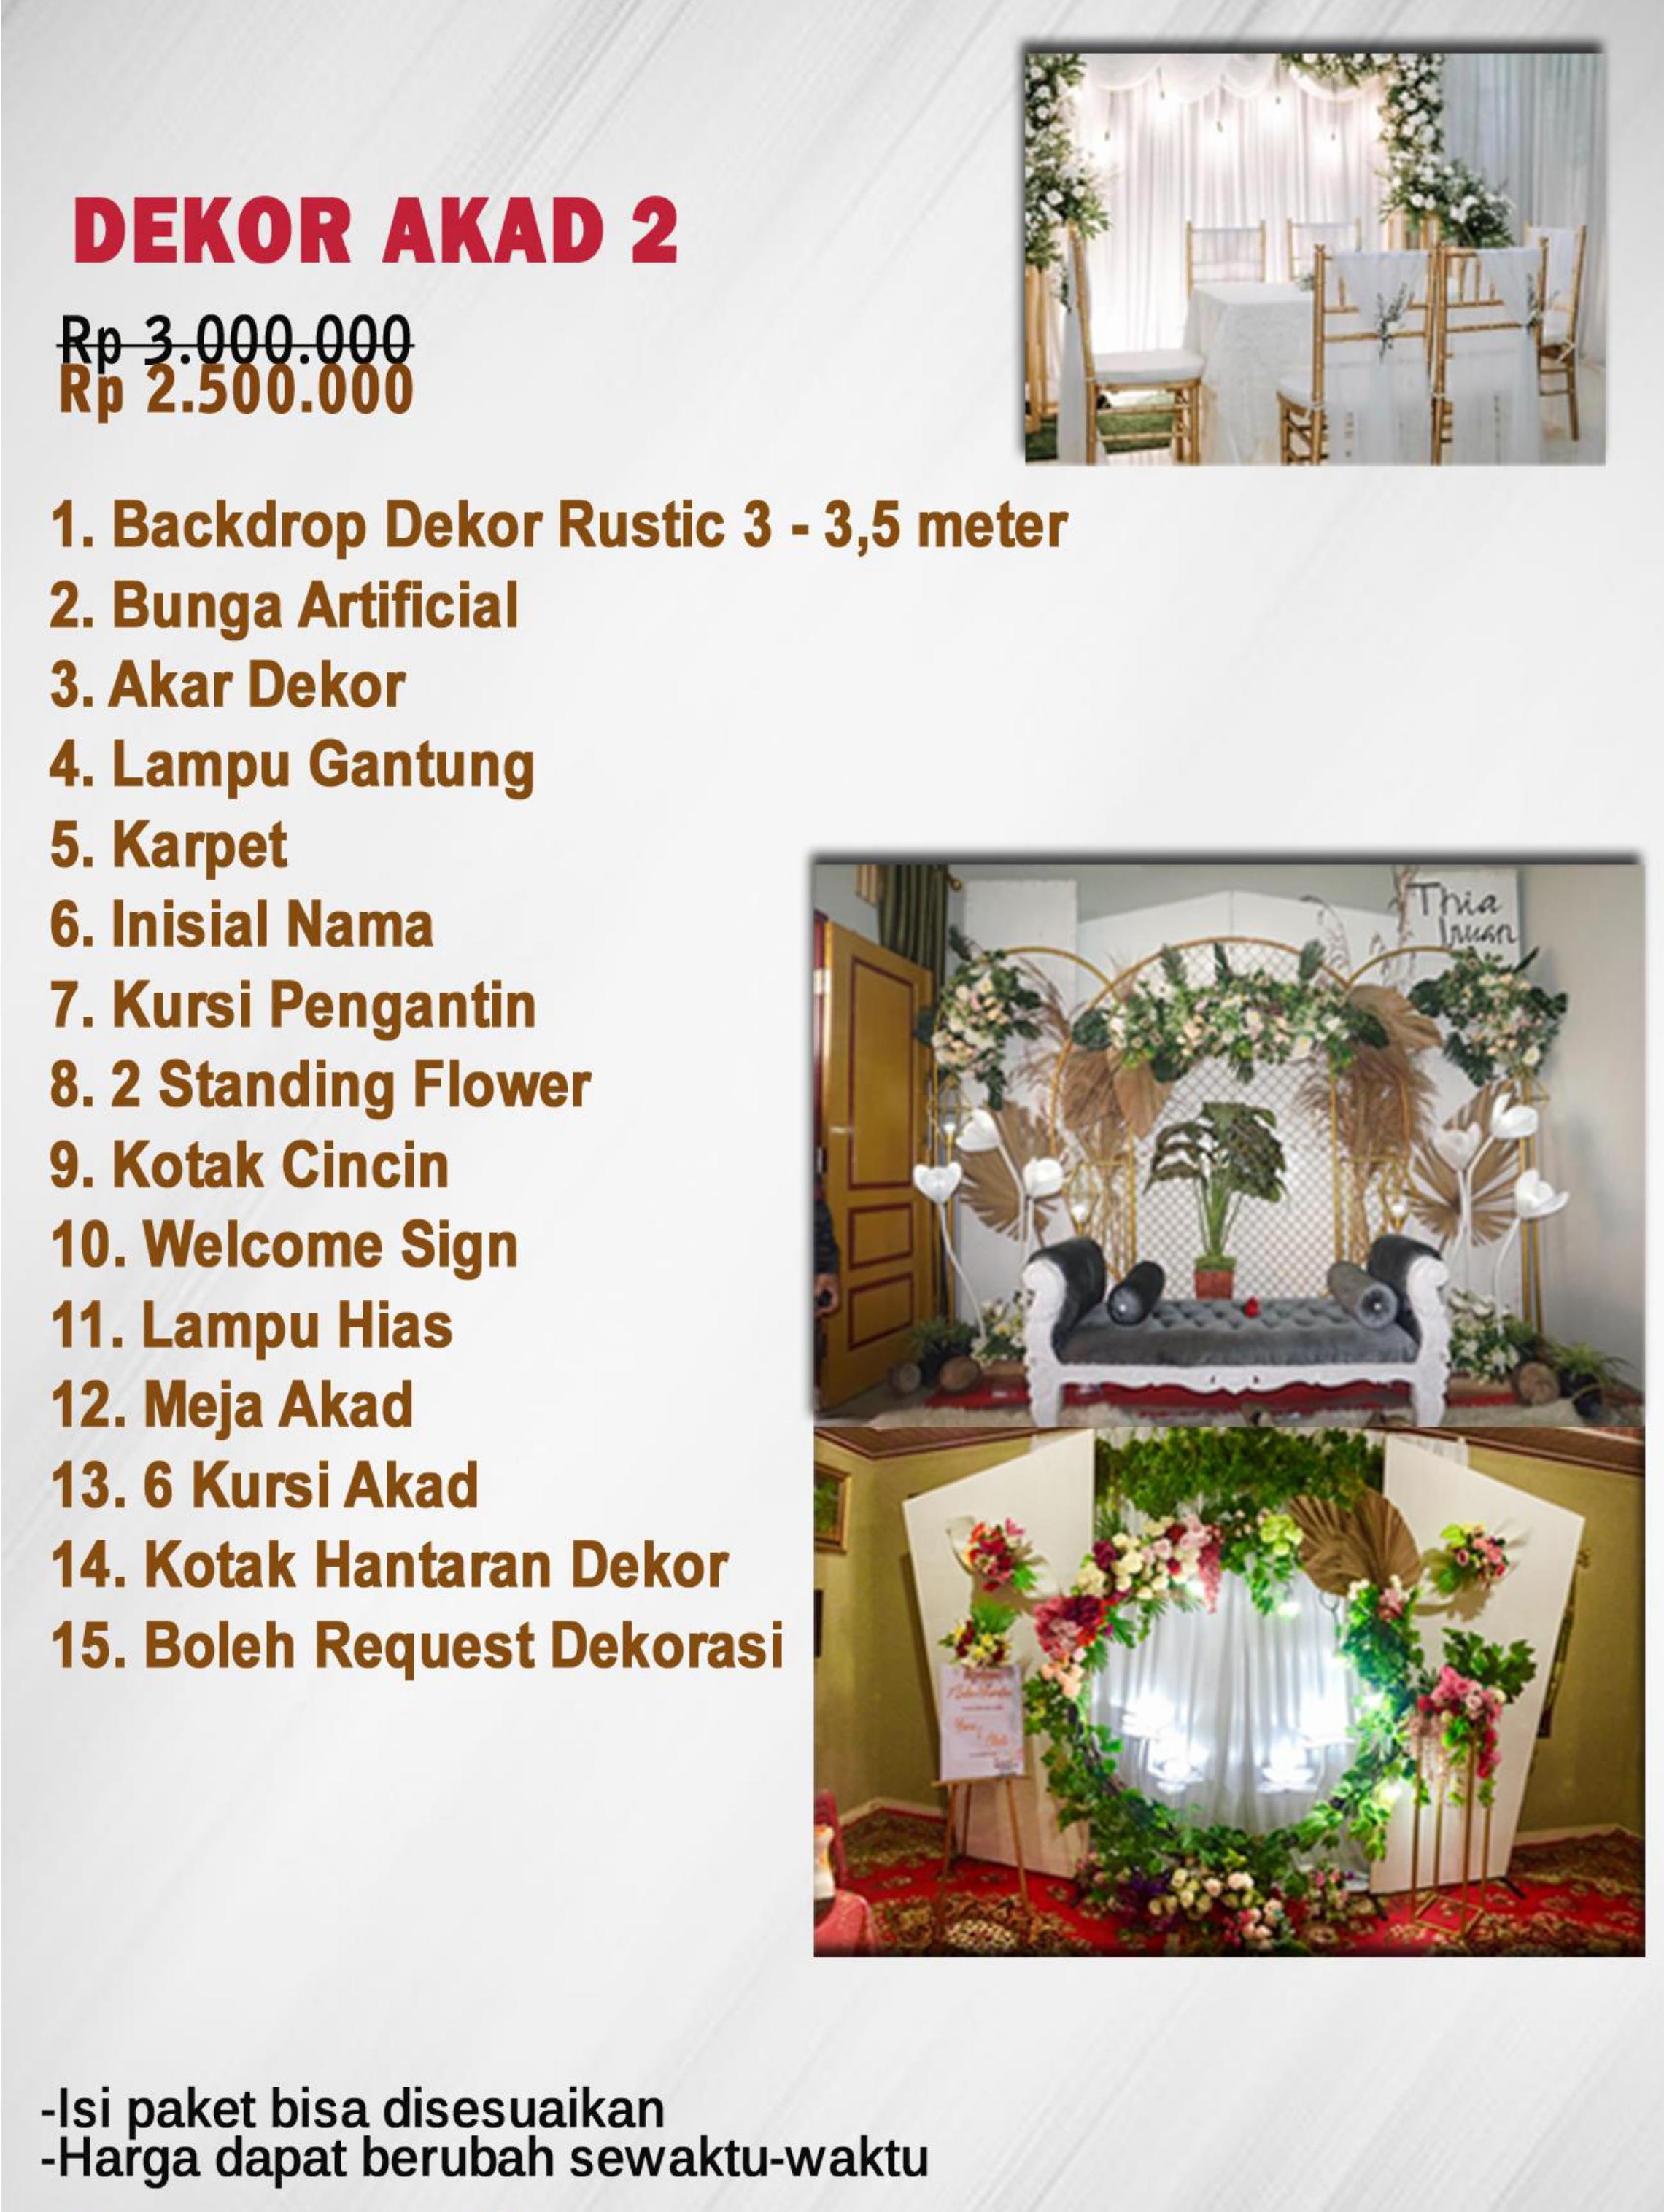 DEKOR AKAD 2
Rp 3.000.000
Rp 2.500.000
1. Backdrop Dekor Rustic 3 - 3,5 meter
2. Bunga Artificial
3. Akar Dekor
4. Lampu Gantung
5. Karpet
6. Inisial Nama
7. Kursi Pengantin
8. 2 Standing Flower
9. Kotak Cincin
10. Welcome Sign
11. Lampu Hias
12. Meja Akad
13. 6 Kursi Akad
14. Kotak Hantaran Dekor
15. Boleh Request Dekorasi
Thia
-Isi paket bisa disesuaikan
-Harga dapat berubah sewaktu-waktu